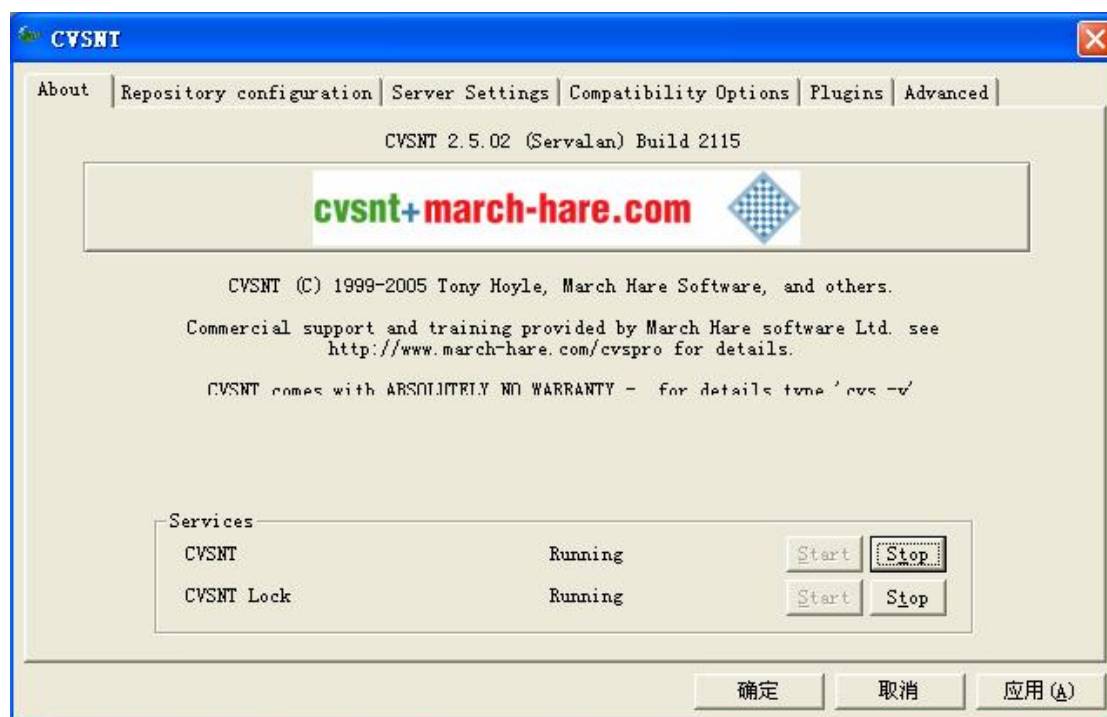 CVSNT
About Repository configuration Server Settings Compatibility Options Plugins Advanced
CVSNT 2.5.02 (Servalan) Build 2115
cvsnt+march-hare.com
CVSNT (C) 1999-2005 Tony Hoyle, March Hare Software, and others.
Commercial support and training provided by March Hare software Ltd. see
http://www.march-hare.com/cvspro for details.
CVSNT comes with ABSOLUTELY NO WARRANTY - for details type 'cvs -v'
Services
CVSNT Running Start Stop
CVSNT Lock Running Start Stop
确定 取消 应用(A)